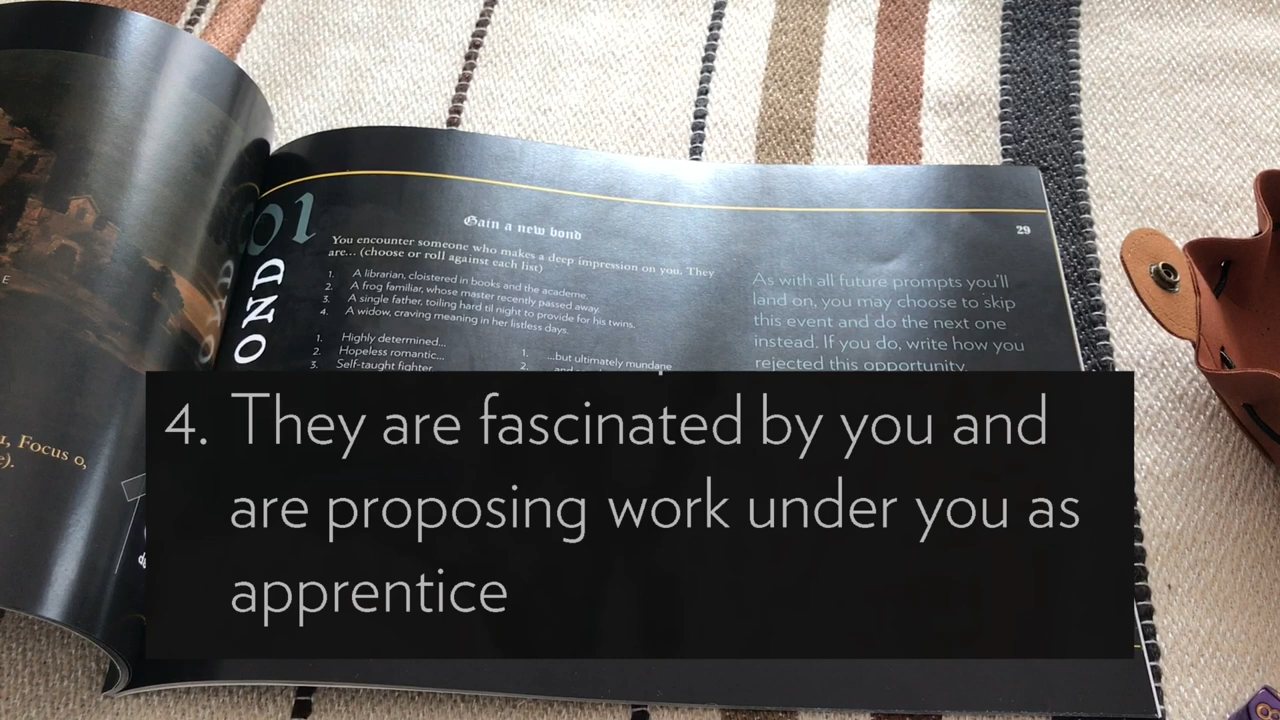 01
OND
Gain a new bond
29
You encounter someone who makes a deep impression on you. They
are... (choose or roll against each list)
1. A librarian, cloistered in books and the academe.
2. A frog familiar, whose master recently passed away.
3. A single father, toiling hard til night to provide for his twins.
4. A widow, craving meaning in her listless days.
1. Highly determined...
2. Hopeless romantic...
3. Self-taught fighter
1. ...but ultimately mundane
2.
As with all future prompts you'll
land on, you may choose to skip
this event and do the next one
instead. If you do, write how you
rejected this opportunity.
, Focus o,
e).
4. They are fascinated by you and
are proposing work under you as
apprentice